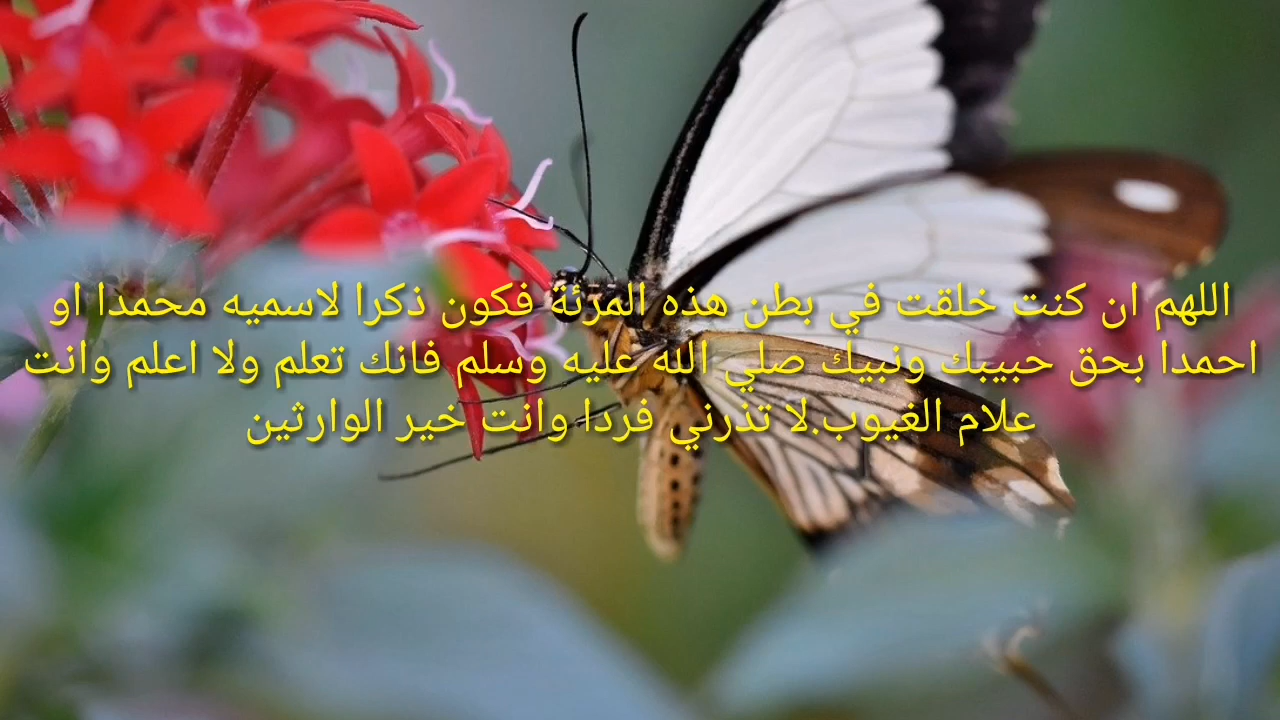 اللهم ان كنت خلقت في بطن هذه المرئة فكون ذكرا لاسميه محمدا او
احمدا بحق حبيبك ونبيك صلي الله عليه وسلم فانك تعلم ولا اعلم وانت
علام الغيوب.لا تذرني فردا وانت خير الوارثين